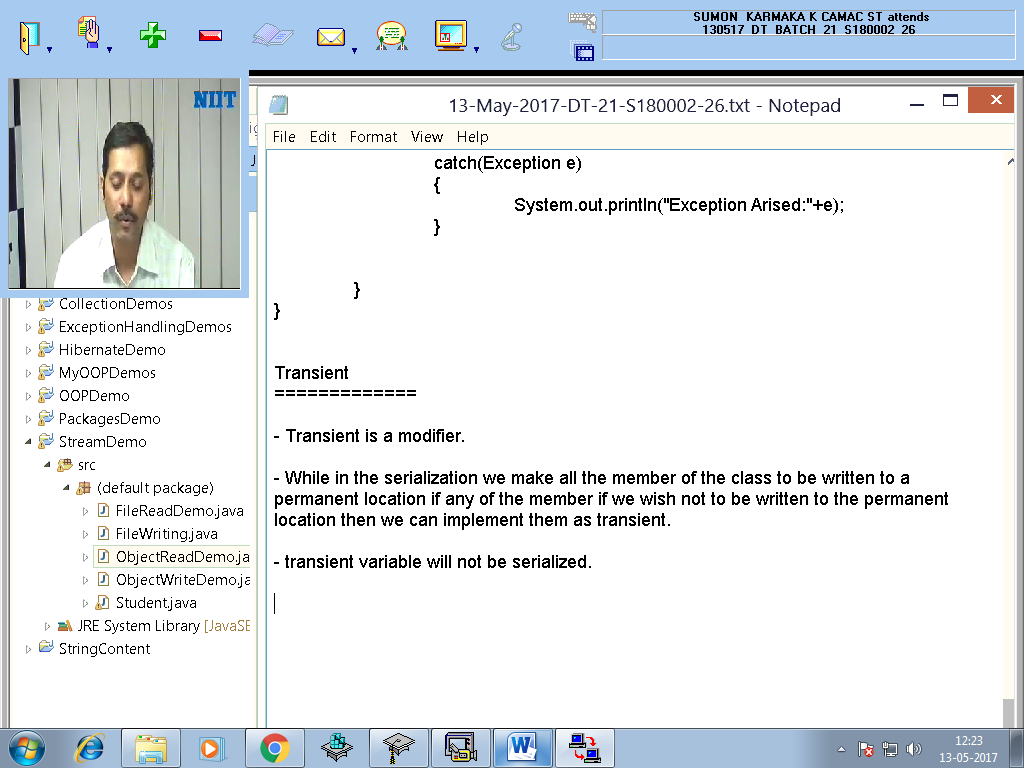 SUMON KARMAKA K CAMAC ST attends
130517 DT BATCH 21 S180002 26
NIIT
13-May-2017-DT-21-S180002-26.txt - Notepad
File Edit Format View Help
catch(Exception e)
{
System.out.println("Exception Arised:"+e);
}
}
}
Transient
=============
- Transient is a modifier.
- While in the serialization we make all the member of the class to be written to a
permanent location if any of the member if we wish not to be written to the permanent
location then we can implement them as transient.
- transient variable will not be serialized.
CollectionDemos
ExceptionHandlingDemos
HibernateDemo
MyOOPDemos
OOPDemo
PackagesDemo
StreamDemo
src
(default package)
FileReadDemo.java
FileWriting.java
ObjectReadDemo.ja
ObjectWriteDemo.ja
Student.java
JRE System Library [JavaSE
StringContent
12:23
13-05-2017